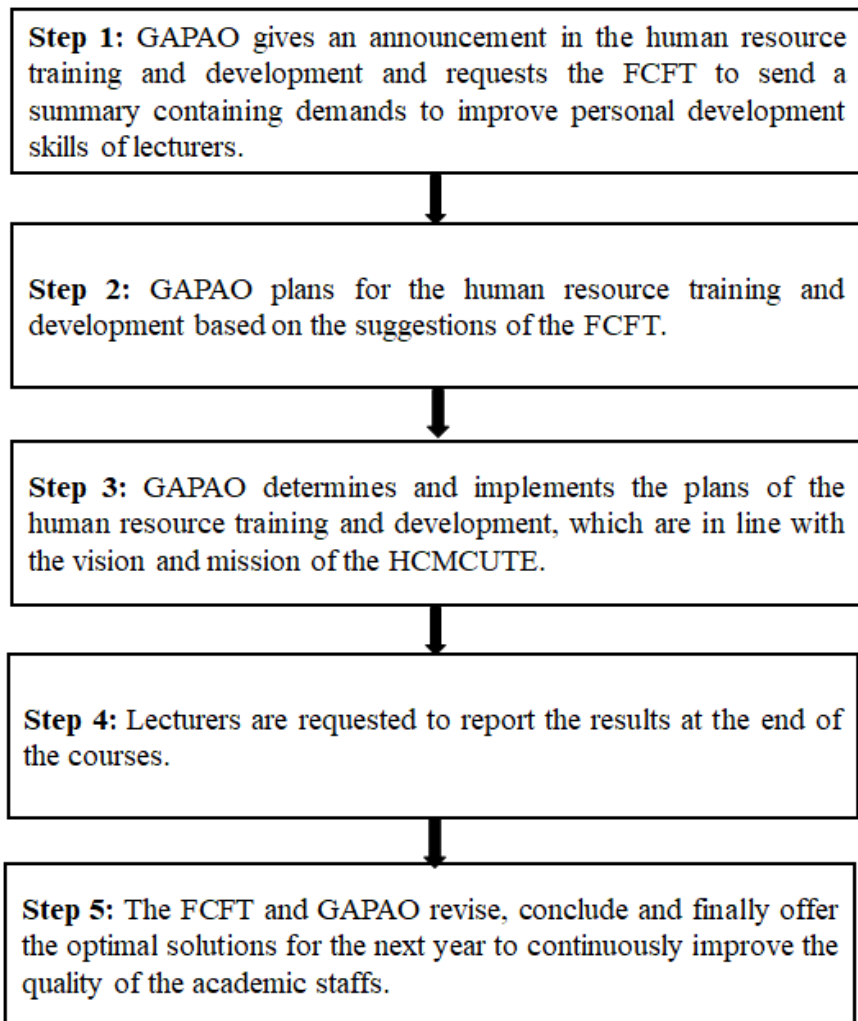 Step 1: GAPAO gives an announcement in the human resource
training and development and requests the FCFT to send a
summary containing demands to improve personal development
skills of lecturers.
Step 2: GAPAO plans for the human resource training and
development based on the suggestions of the FCFT.
Step 3: GAPAO determines and implements the plans of the
human resource training and development, which are in line with
the vision and mission of the HCMCUTE.
Step 4: Lecturers are requested to report the results at the end of
the courses.
Step 5: The FCFT and GAPAO revise, conclude and finally offer
the optimal solutions for the next year to continuously improve the
quality of the academic staffs.